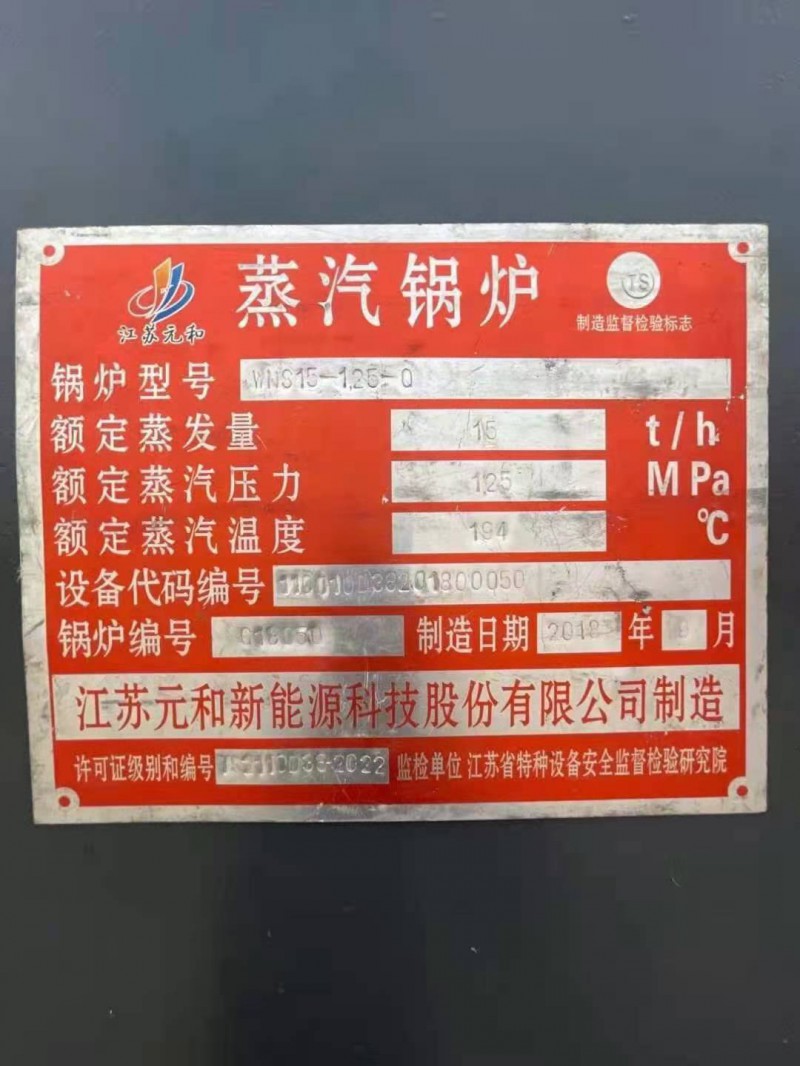 江苏元和
蒸汽锅炉
TS
制造监督检验标志
锅炉型号 WNS15-1.25-Q
额定蒸发量 15 t/h
额定蒸汽压力 1.25 MPa
额定蒸汽温度 194 ℃
设备代码编号
锅炉编号 制造日期 2018 年 9 月
江苏元和新能源科技股份有限公司制造
许可证级别和编号 监检单位 江苏省特种设备安全监督检验研究院